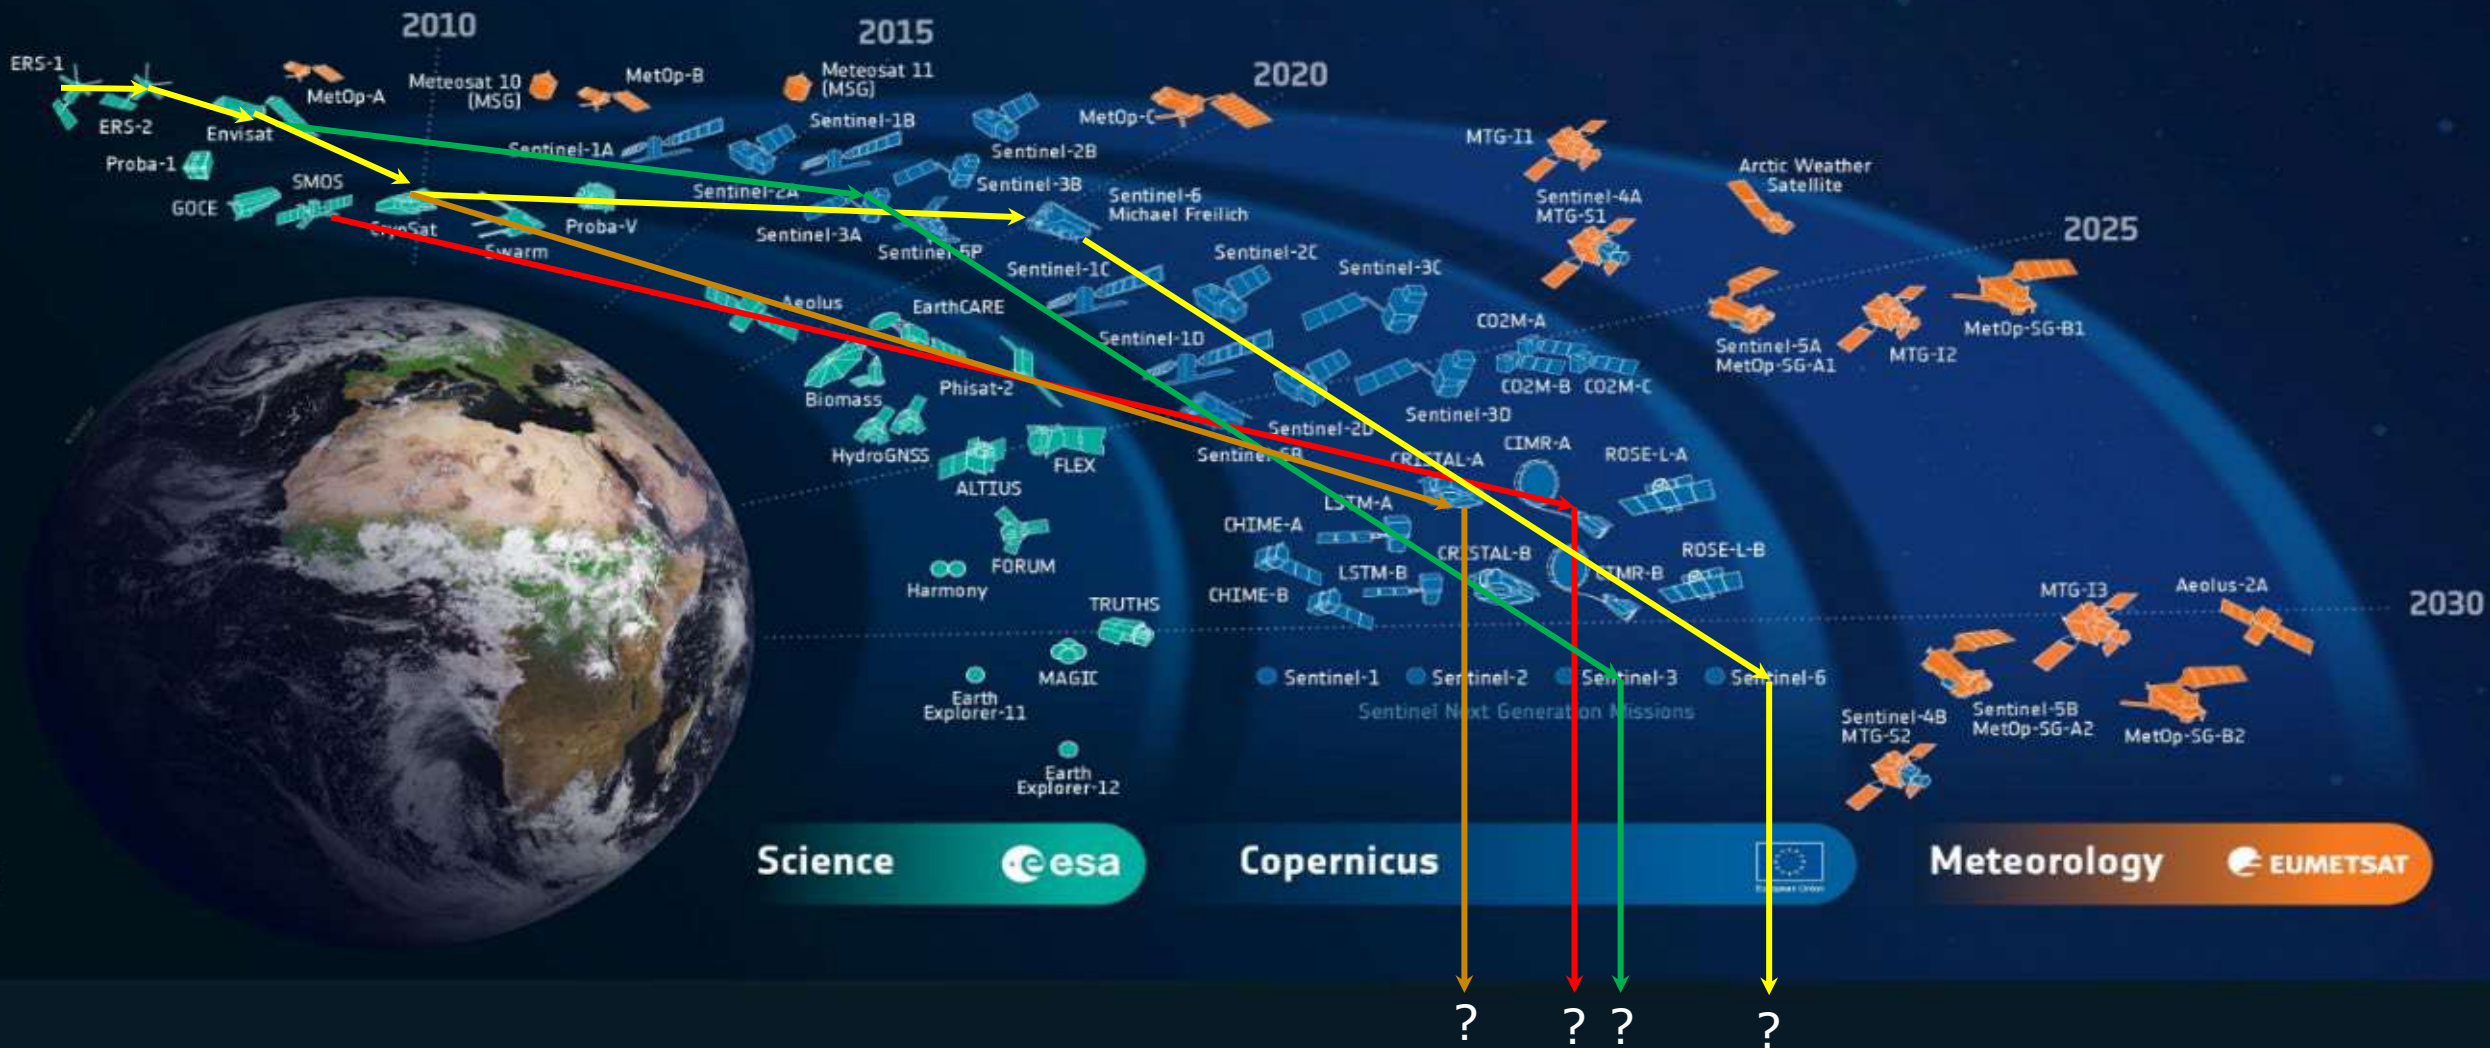 2010
2015
2020
ERS-1
ERS-2
MetOp-A
Envisat
Proba-1
GOCE
SMOS
CryoSat
Swarm
Proba-V
Meteosat 10
(MSG)
MetOp-B
Meteosat 11
(MSG)
Sentinel-1A
Sentinel-1B
Sentinel-2A
Sentinel-2B
Sentinel-3A
Sentinel-3B
Sentinel-5P
MetOp-C
Sentinel-6
Michael Freilich
MTG-I1
Sentinel-4A
MTG-S1
Arctic Weather
Satellite
2025
Sentinel-1C
Sentinel-2C
Sentinel-3C
Aeolus
EarthCARE
Biomass
Phisat-2
HydroGNSS
ALTIUS
FLEX
Sentinel-1D
Sentinel-2D
Sentinel-3D
Sentinel-6B
CO2M-A
CO2M-B
CO2M-C
Sentinel-5A
MetOp-SG-A1
MTG-I2
MetOp-SG-B1
CRISTAL-A
CIMR-A
ROSE-L-A
LSTM-A
CHIME-A
CRISTAL-B
CIMR-B
ROSE-L-B
LSTM-B
CHIME-B
FORUM
Harmony
TRUTHS
MAGIC
Earth
Explorer-11
Earth
Explorer-12
2030
MTG-I3
Aeolus-2A
Sentinel-1
Sentinel-2
Sentinel-3
Sentinel-6
Sentinel Next Generation Missions
Sentinel-4B
MTG-S2
Sentinel-5B
MetOp-SG-A2
MetOp-SG-B2
Science
esa
Copernicus
European Union
Meteorology
EUMETSAT
? ? ? ?